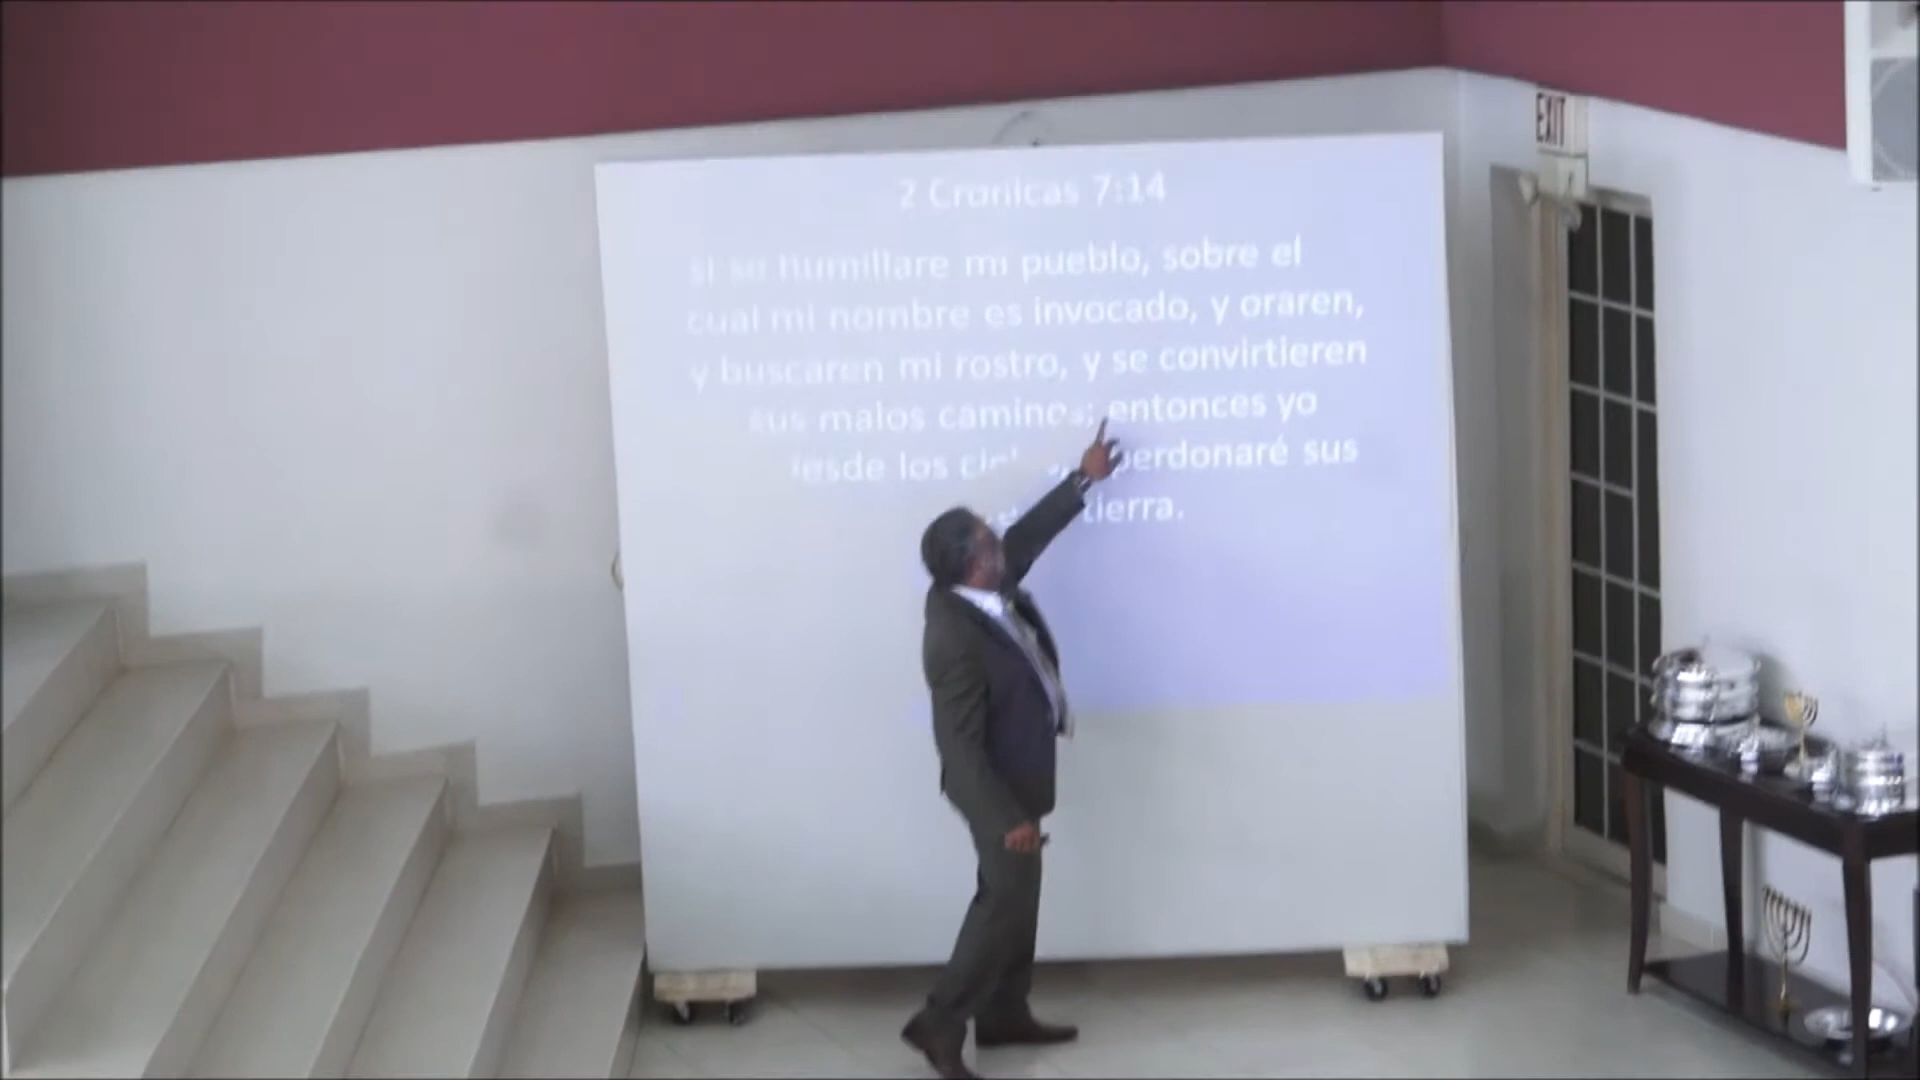 2 Cronicas 7:14
si se humillare mi pueblo, sobre el
cual mi nombre es invocado, y oraren,
y buscaren mi rostro, y se convirtieren
sus malos caminos; entonces yo
desde los perdonaré sus
tierra.
EXIT